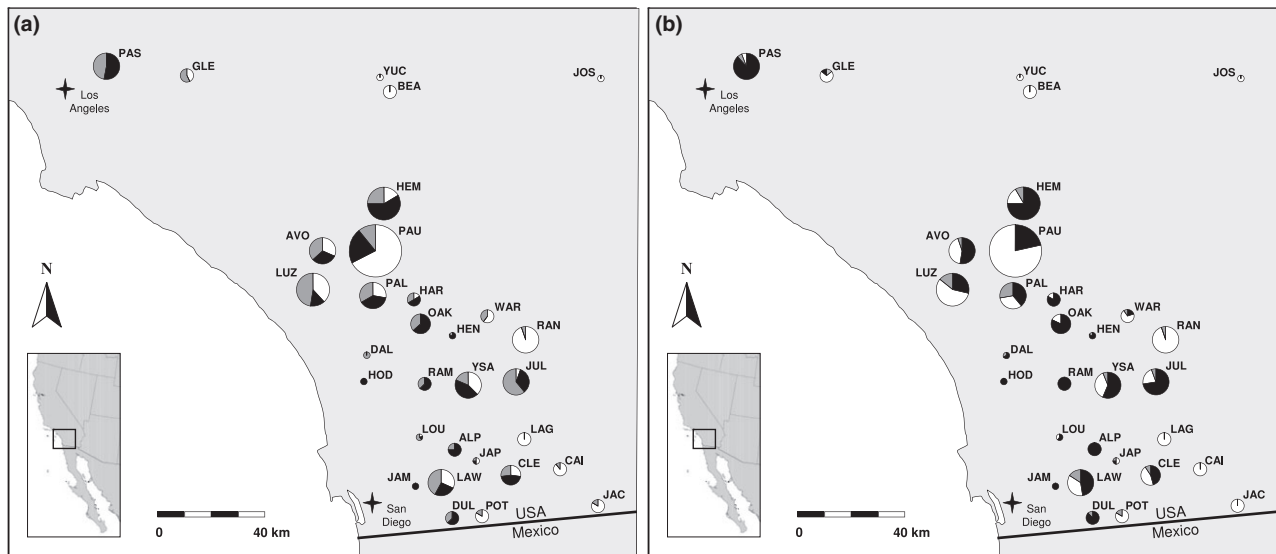 (a)
PAS
GLE
YUC
BEA
JOS
Los
Angeles
HEM
AVO
PAU
LUZ
PAL
HAR
N
OAK
WAR
HEN
RAN
DAL
HOD
RAM
YSA
JUL
LOU
ALP
LAG
JAP
CLE
CAI
JAM
LAW
San
Diego
DUL
POT
JAC
USA
Mexico
0
40 km
(b)
PAS
GLE
YUC
BEA
JOS
Los
Angeles
HEM
AVO
PAU
LUZ
PAL
HAR
N
OAK
WAR
HEN
RAN
DAL
HOD
RAM
YSA
JUL
LOU
ALP
LAG
JAP
CLE
CAI
JAM
LAW
San
Diego
DUL
POT
JAC
USA
Mexico
0
40 km